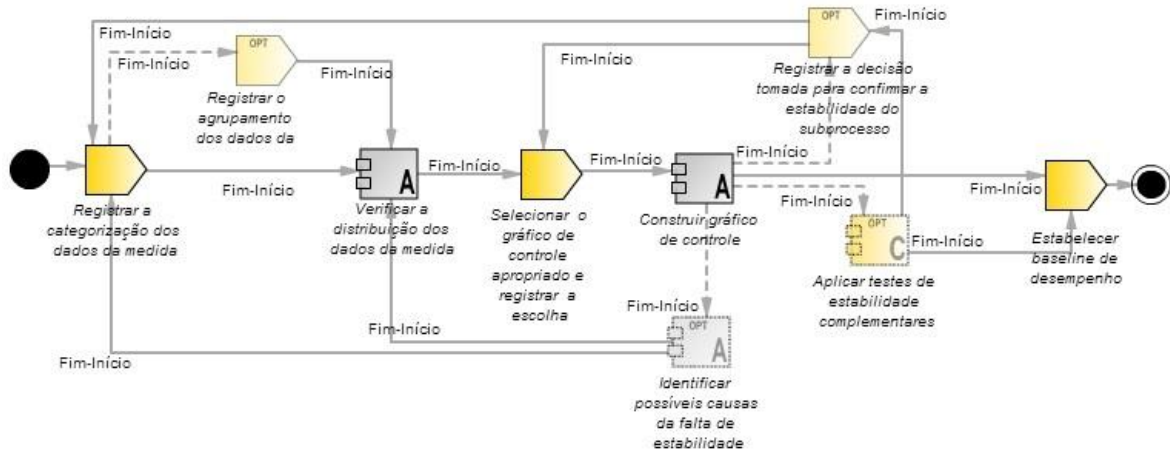 Fim-Início
OPT
Fim-Início
Fim-Início
OPT
Fim-Início
Fim-Início
Fim-Início
Registrar o
agrupamento
dos dados da
Registrar a decisão
tomada para confirmar a
estabilidade do
subprocesso
Fim-Início
A
Fim-Início
Fim-Início
A
Fim-Início
Fim-Início
Fim-Início
Fim-Início
Registrar a
categorização dos
dados da medida
Verificar a
distribuição dos
dados da medida
Selecionar o
gráfico de
controle
apropriado e
registrar a
escolha
Construir gráfico
de controle
OPT
C
Fim-Início
Aplicar testes de
estabilidade
complementares
Estabelecer
baseline de
desempenho
Fim-Início
Fim-Início
Fim-Início
OPT
A
Identificar
possíveis causas
da falta de
estabilidade